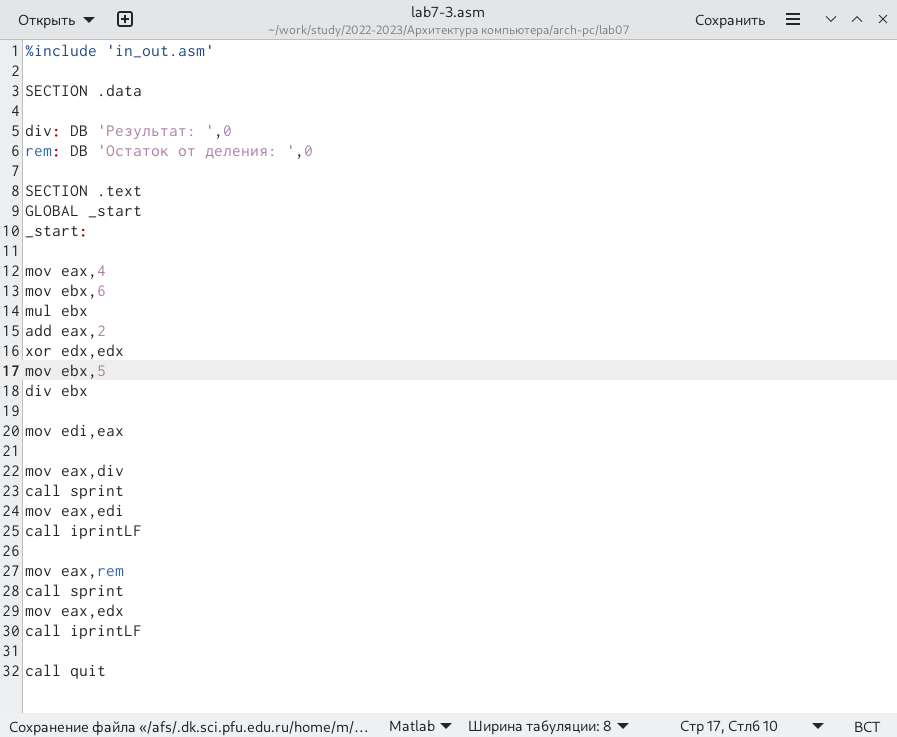 Открыть
lab7-3.asm
~/work/study/2022-2023/Архитектура компьютера/arch-pc/lab07
Сохранить
1 %include 'in_out.asm'
2
3 SECTION .data
4
5 div: DB 'Результат: ',0
6 rem: DB 'Остаток от деления: ',0
7
8 SECTION .text
9 GLOBAL _start
10 _start:
11
12 mov eax,4
13 mov ebx,6
14 mul ebx
15 add eax,2
16 xor edx,edx
17 mov ebx,5
18 div ebx
19
20 mov edi,eax
21
22 mov eax,div
23 call sprint
24 mov eax,edi
25 call iprintLF
26
27 mov eax,rem
28 call sprint
29 mov eax,edx
30 call iprintLF
31
32 call quit
Сохранение файла «/afs/.dk.sci.pfu.edu.ru/home/m/… Matlab Ширина табуляции: 8 Стр 17, Стлб 10 ВСТ